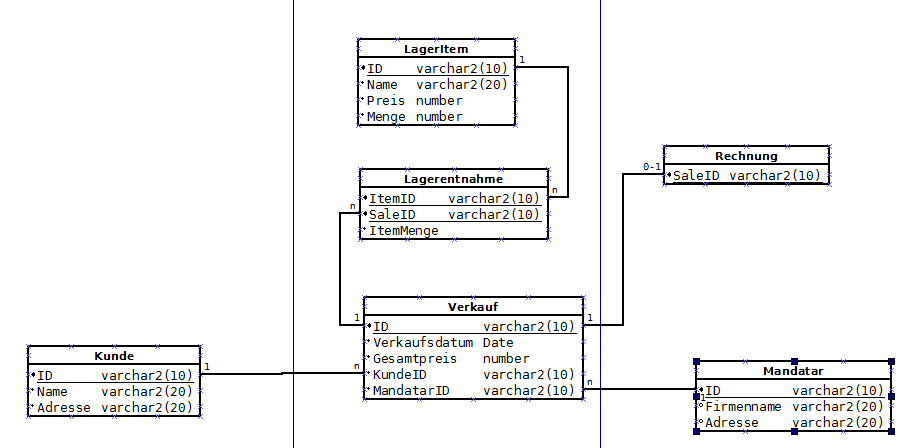 LagerItem
1
ID varchar2(10)
Name varchar2(20)
Preis number
Menge number
Rechnung
0-1
SaleID varchar2(10)
Lagerentnahme
n
ItemID varchar2(10)
n
SaleID varchar2(10)
ItemMenge
Verkauf
1
ID varchar2(10)
1
Verkaufsdatum Date
Gesamtpreis number
n
KundeID varchar2(10)
MandatarID varchar2(10)
n
Kunde
1
ID varchar2(10)
Name varchar2(20)
Adresse varchar2(20)
Mandatar
ID varchar2(10)
1
Firmenname varchar2(20)
Adresse varchar2(20)